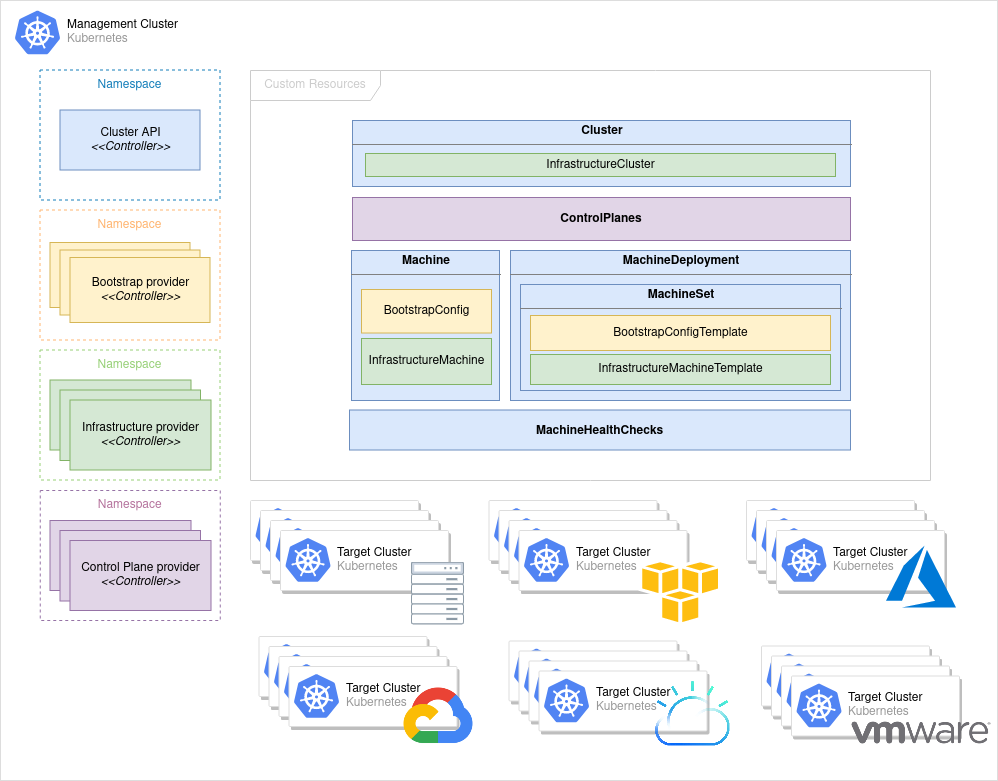 Management Cluster
Kubernetes
Namespace
Cluster API
<<Controller>>
Namespace
Bootstrap provider
<<Controller>>
Namespace
Infrastructure provider
<<Controller>>
Namespace
Control Plane provider
<<Controller>>
Custom Resources
Cluster
InfrastructureCluster
ControlPlanes
Machine
BootstrapConfig
InfrastructureMachine
MachineDeployment
MachineSet
BootstrapConfigTemplate
InfrastructureMachineTemplate
MachineHealthChecks
Target Cluster
Kubernetes
Target Cluster
Kubernetes
Target Cluster
Kubernetes
Target Cluster
Kubernetes
Target Cluster
Kubernetes
Target Cluster
Kubernetes
vmware